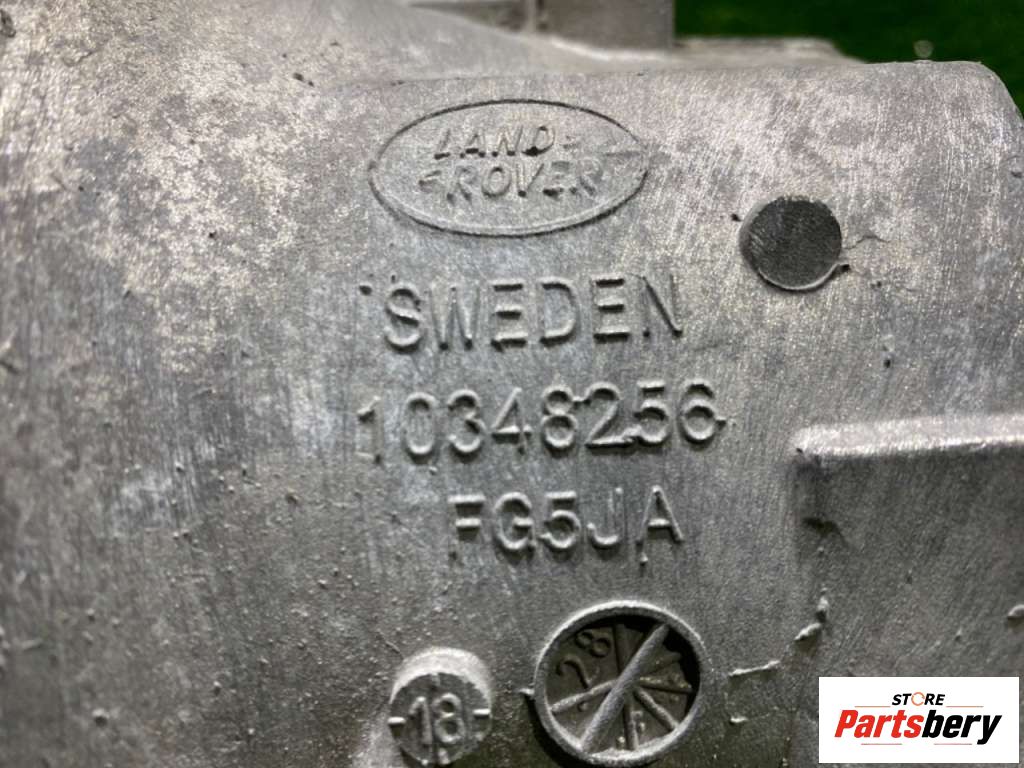 LAND-
-ROVER
SWEDEN
10348256
FG5JA
28
18
STORE
Partsbery